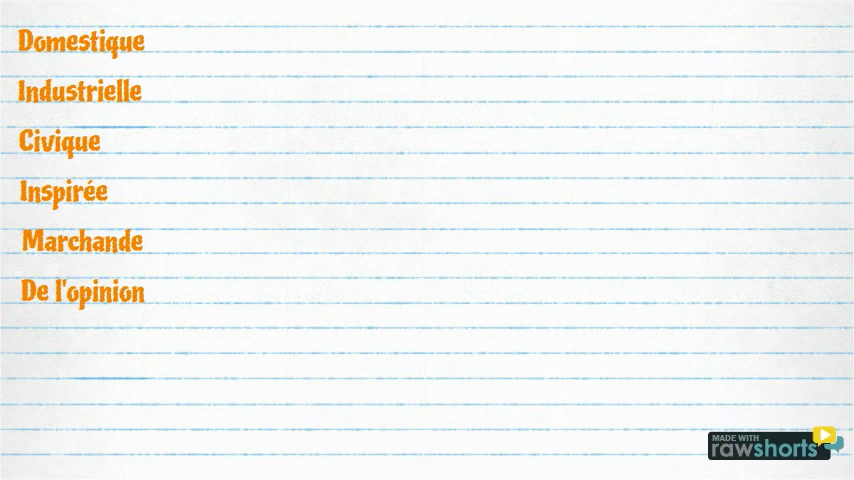 Domestique
Industrielle
Civique
Inspirée
Marchande
De l'opinion
MADE WITH
rawshorts